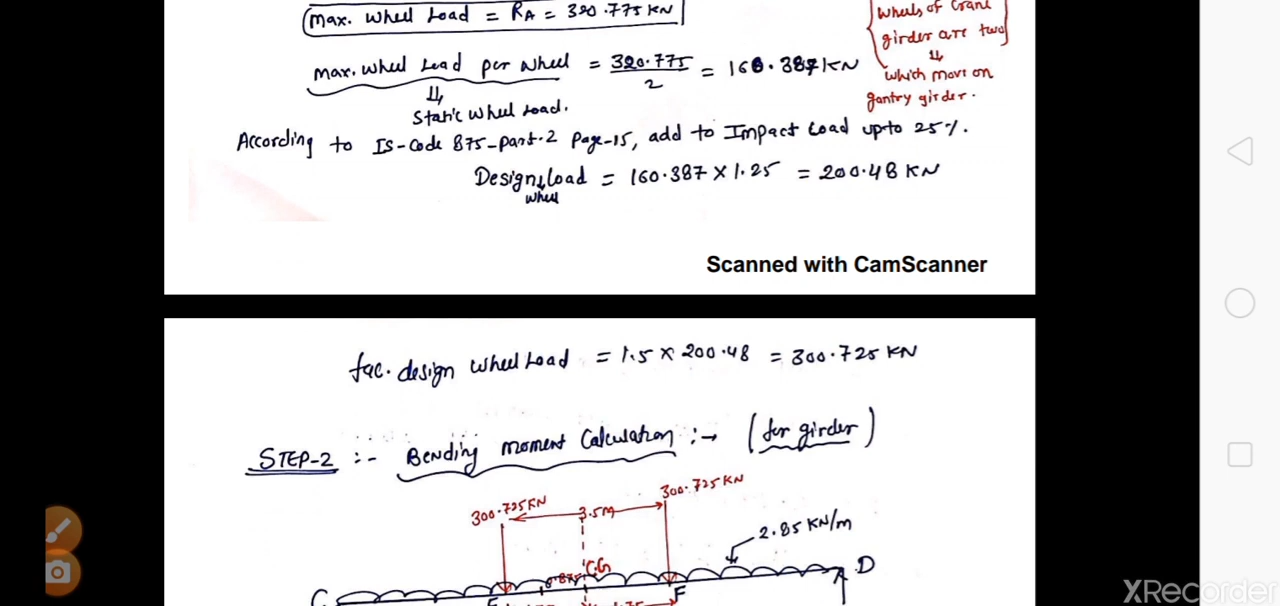 Max. Wheel Load = RA = 320.775 KN
Wheels of Crane
girder are two
which move on
gantry girder.
Max. Wheel Load per wheel = 320.775 / 2 = 160.387 KN
Static Wheel Load.
According to IS-Code 875-Part-2 Page-15, add to Impact Load upto 25%.
Design wheel Load = 160.387 × 1.25 = 200.48 KN
Scanned with CamScanner
fac. design wheel Load = 1.5 × 200.48 = 300.725 KN
STEP-2 :- Bending moment Calculation :→ (for girder)
300.725 KN
3.5M
300.725 KN
2.85 KN/m
C.G
D
F
XRecorder